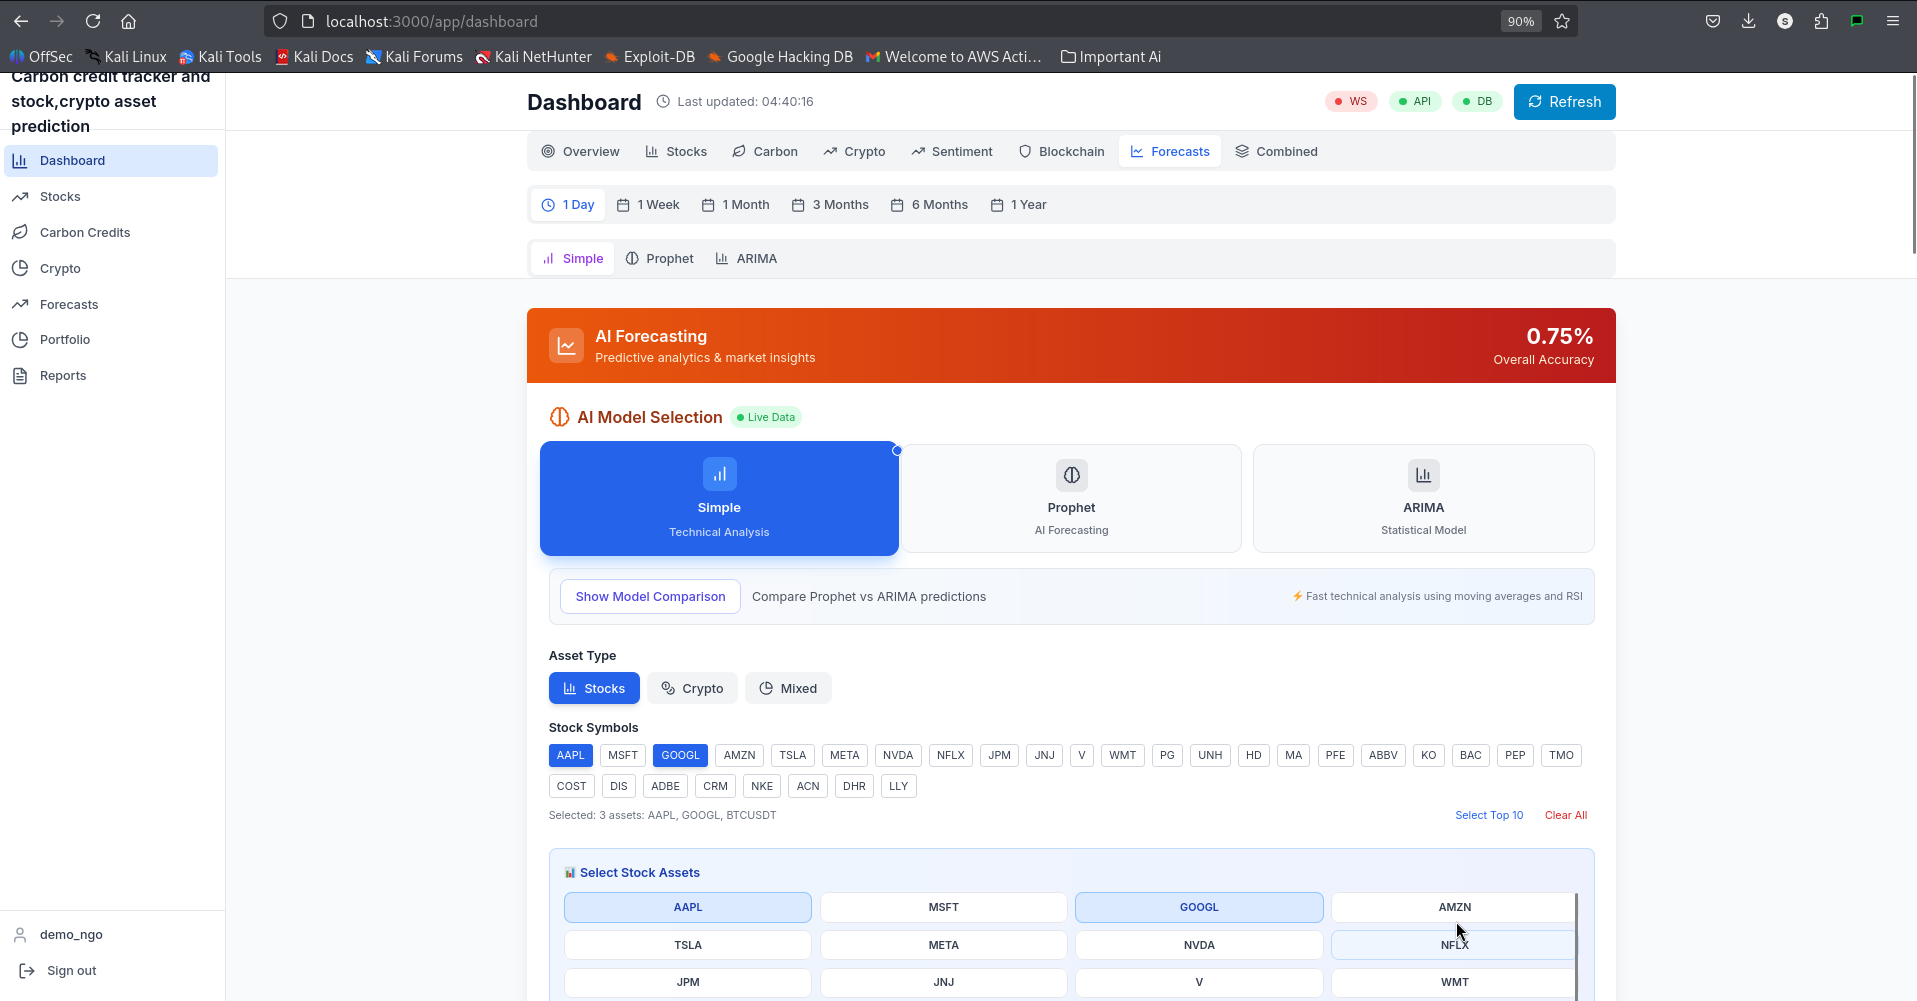 localhost:3000/app/dashboard
90%
S
OffSec Kali Linux Kali Tools Kali Docs Kali Forums Kali NetHunter Exploit-DB Google Hacking DB Welcome to AWS Acti… Important Ai
Carbon credit tracker and
stock,crypto asset
prediction
Dashboard
Stocks
Carbon Credits
Crypto
Forecasts
Portfolio
Reports
demo_ngo
Sign out
Dashboard Last updated: 04:40:16 WS API DB Refresh
Overview Stocks Carbon Crypto Sentiment Blockchain Forecasts Combined
1 Day 1 Week 1 Month 3 Months 6 Months 1 Year
Simple Prophet ARIMA
AI Forecasting
Predictive analytics & market insights
0.75%
Overall Accuracy
AI Model Selection Live Data
Simple
Technical Analysis
Prophet
AI Forecasting
ARIMA
Statistical Model
Show Model Comparison Compare Prophet vs ARIMA predictions ⚡ Fast technical analysis using moving averages and RSI
Asset Type
Stocks Crypto Mixed
Stock Symbols
AAPL MSFT GOOGL AMZN TSLA META NVDA NFLX JPM JNJ V WMT PG UNH HD MA PFE ABBV KO BAC PEP TMO
COST DIS ADBE CRM NKE ACN DHR LLY
Selected: 3 assets: AAPL, GOOGL, BTCUSDT Select Top 10 Clear All
📊 Select Stock Assets
AAPL MSFT GOOGL AMZN
TSLA META NVDA NFLX
JPM JNJ V WMT